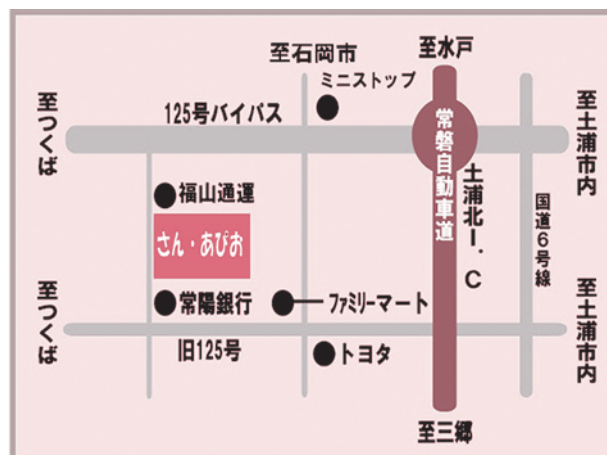 至水戸
至石岡市
ミニストップ
125号バイパス
至つくば
至土浦市内
常磐自動車道
土浦北I.C
国道6号線
福山通運
さん・あぴお
至つくば
常陽銀行
ファミリーマート
至土浦市内
旧125号
トヨタ
至三郷